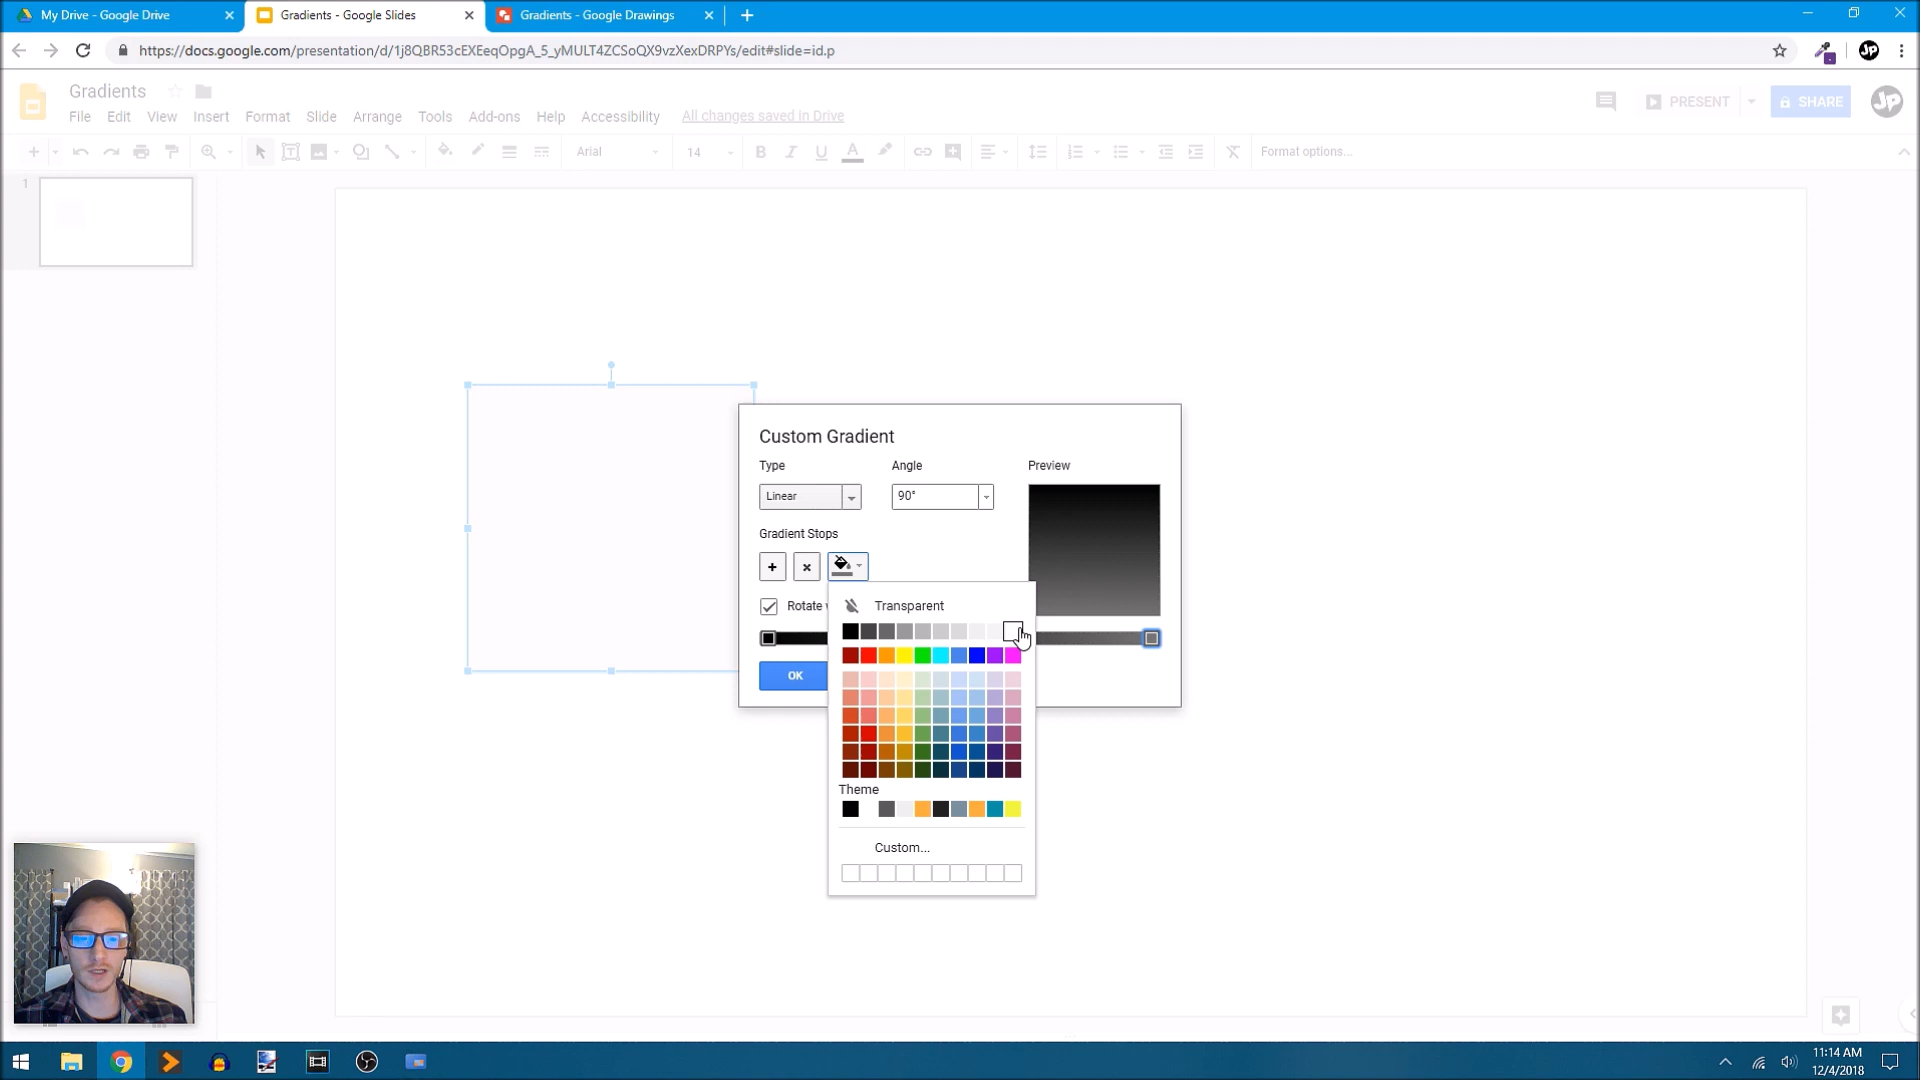 My Drive - Google Drive
Gradients - Google Slides
Gradients - Google Drawings
https://docs.google.com/presentation/d/1j8QBR53cEXEeqOpgA_5_yMULT4ZCSoQX9vzXexDRPYs/edit#slide=id.p
JP
Gradients
File Edit View Insert Format Slide Arrange Tools Add-ons Help Accessibility All changes saved in Drive
PRESENT
SHARE
JP
Arial
14
B I U A
Format options...
1
Custom Gradient
Type
Angle
Preview
Linear
90°
Gradient Stops
Rotate
Transparent
OK
Theme
Custom...
11:14 AM
12/4/2018